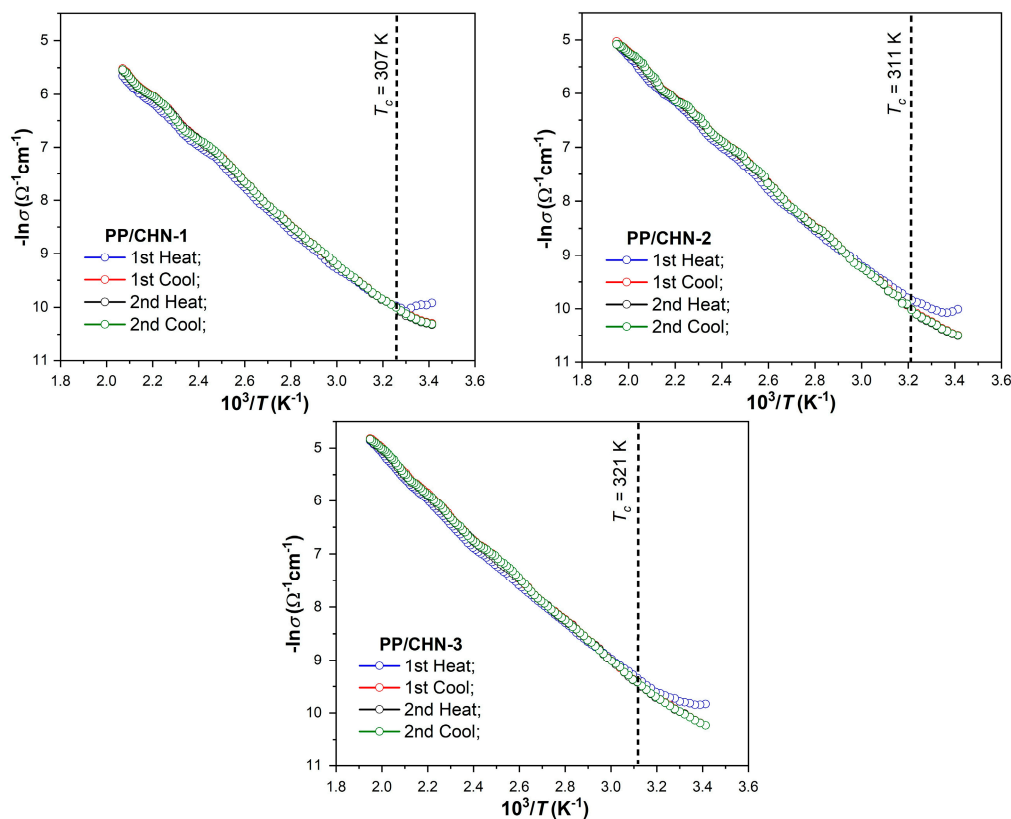 5
6
7
8
9
10
11
-lnσ (Ω⁻¹cm⁻¹)
T_c = 307 K
PP/CHN-1
1st Heat;
1st Cool;
2nd Heat;
2nd Cool;
1.8 2.0 2.2 2.4 2.6 2.8 3.0 3.2 3.4 3.6
10³/T (K⁻¹)
5
6
7
8
9
10
11
-lnσ (Ω⁻¹cm⁻¹)
T_c = 311 K
PP/CHN-2
1st Heat;
1st Cool;
2nd Heat;
2nd Cool;
1.8 2.0 2.2 2.4 2.6 2.8 3.0 3.2 3.4 3.6
10³/T (K⁻¹)
5
6
7
8
9
10
11
-lnσ (Ω⁻¹cm⁻¹)
T_c = 321 K
PP/CHN-3
1st Heat;
1st Cool;
2nd Heat;
2nd Cool;
1.8 2.0 2.2 2.4 2.6 2.8 3.0 3.2 3.4 3.6
10³/T (K⁻¹)